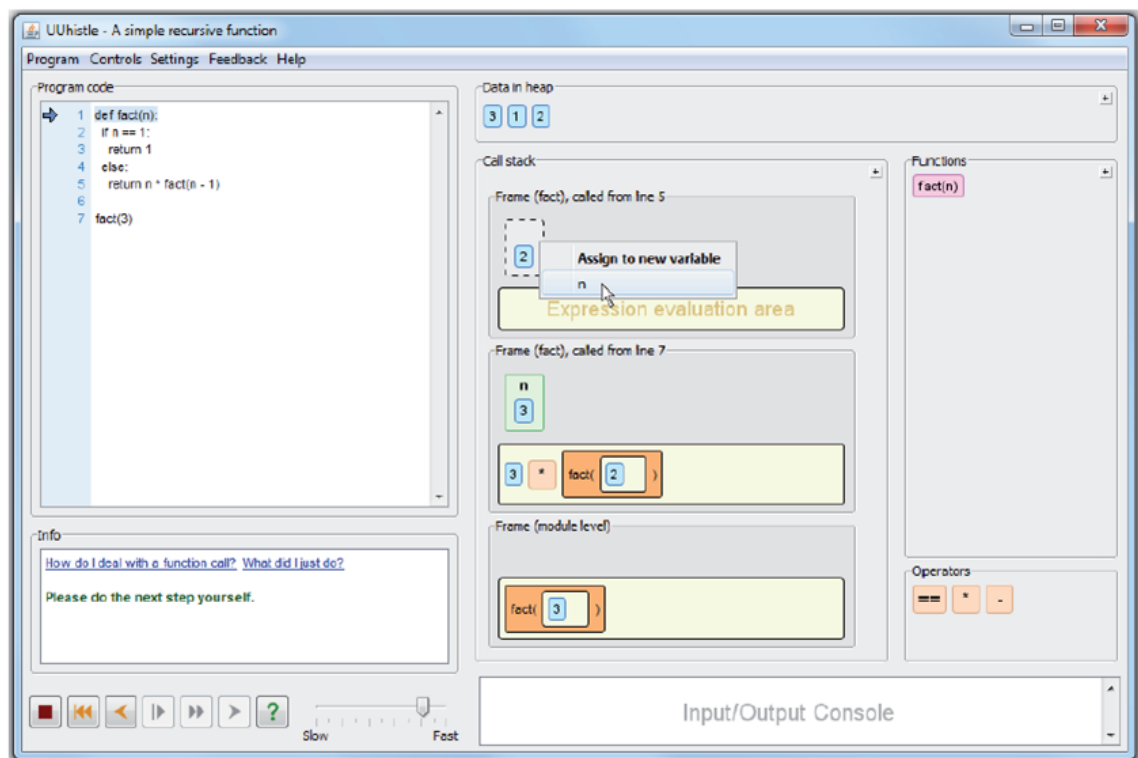 UUhistle - A simple recursive function
Program Controls Settings Feedback Help
Program code
1 def fact(n):
2 if n == 1:
3 return 1
4 else:
5 return n * fact(n - 1)
6
7 fact(3)
Info
How do I deal with a function call? What did I just do?
Please do the next step yourself.
?
Slow Fast
Data in heap
+
3 1 2
Call stack
+
Frame (fact), called from line 5
2
Assign to new variable
n
Expression evaluation area
Frame (fact), called from line 7
n
3
3 * fact( 2 )
Frame (module level)
fact( 3 )
Functions
+
fact(n)
Operators
== * -
Input/Output Console